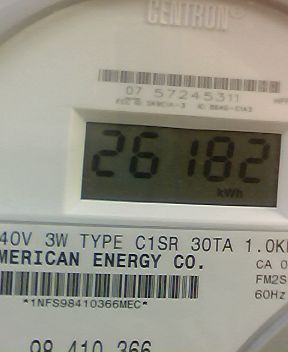 CENTRON®
07 57245311
26182
kWh
40V 3W TYPE C1SR 30TA 1.0K
MERICAN ENERGY CO.
CA 0
FM2S
60Hz
*1NFS98410366MEC*
98 410 366